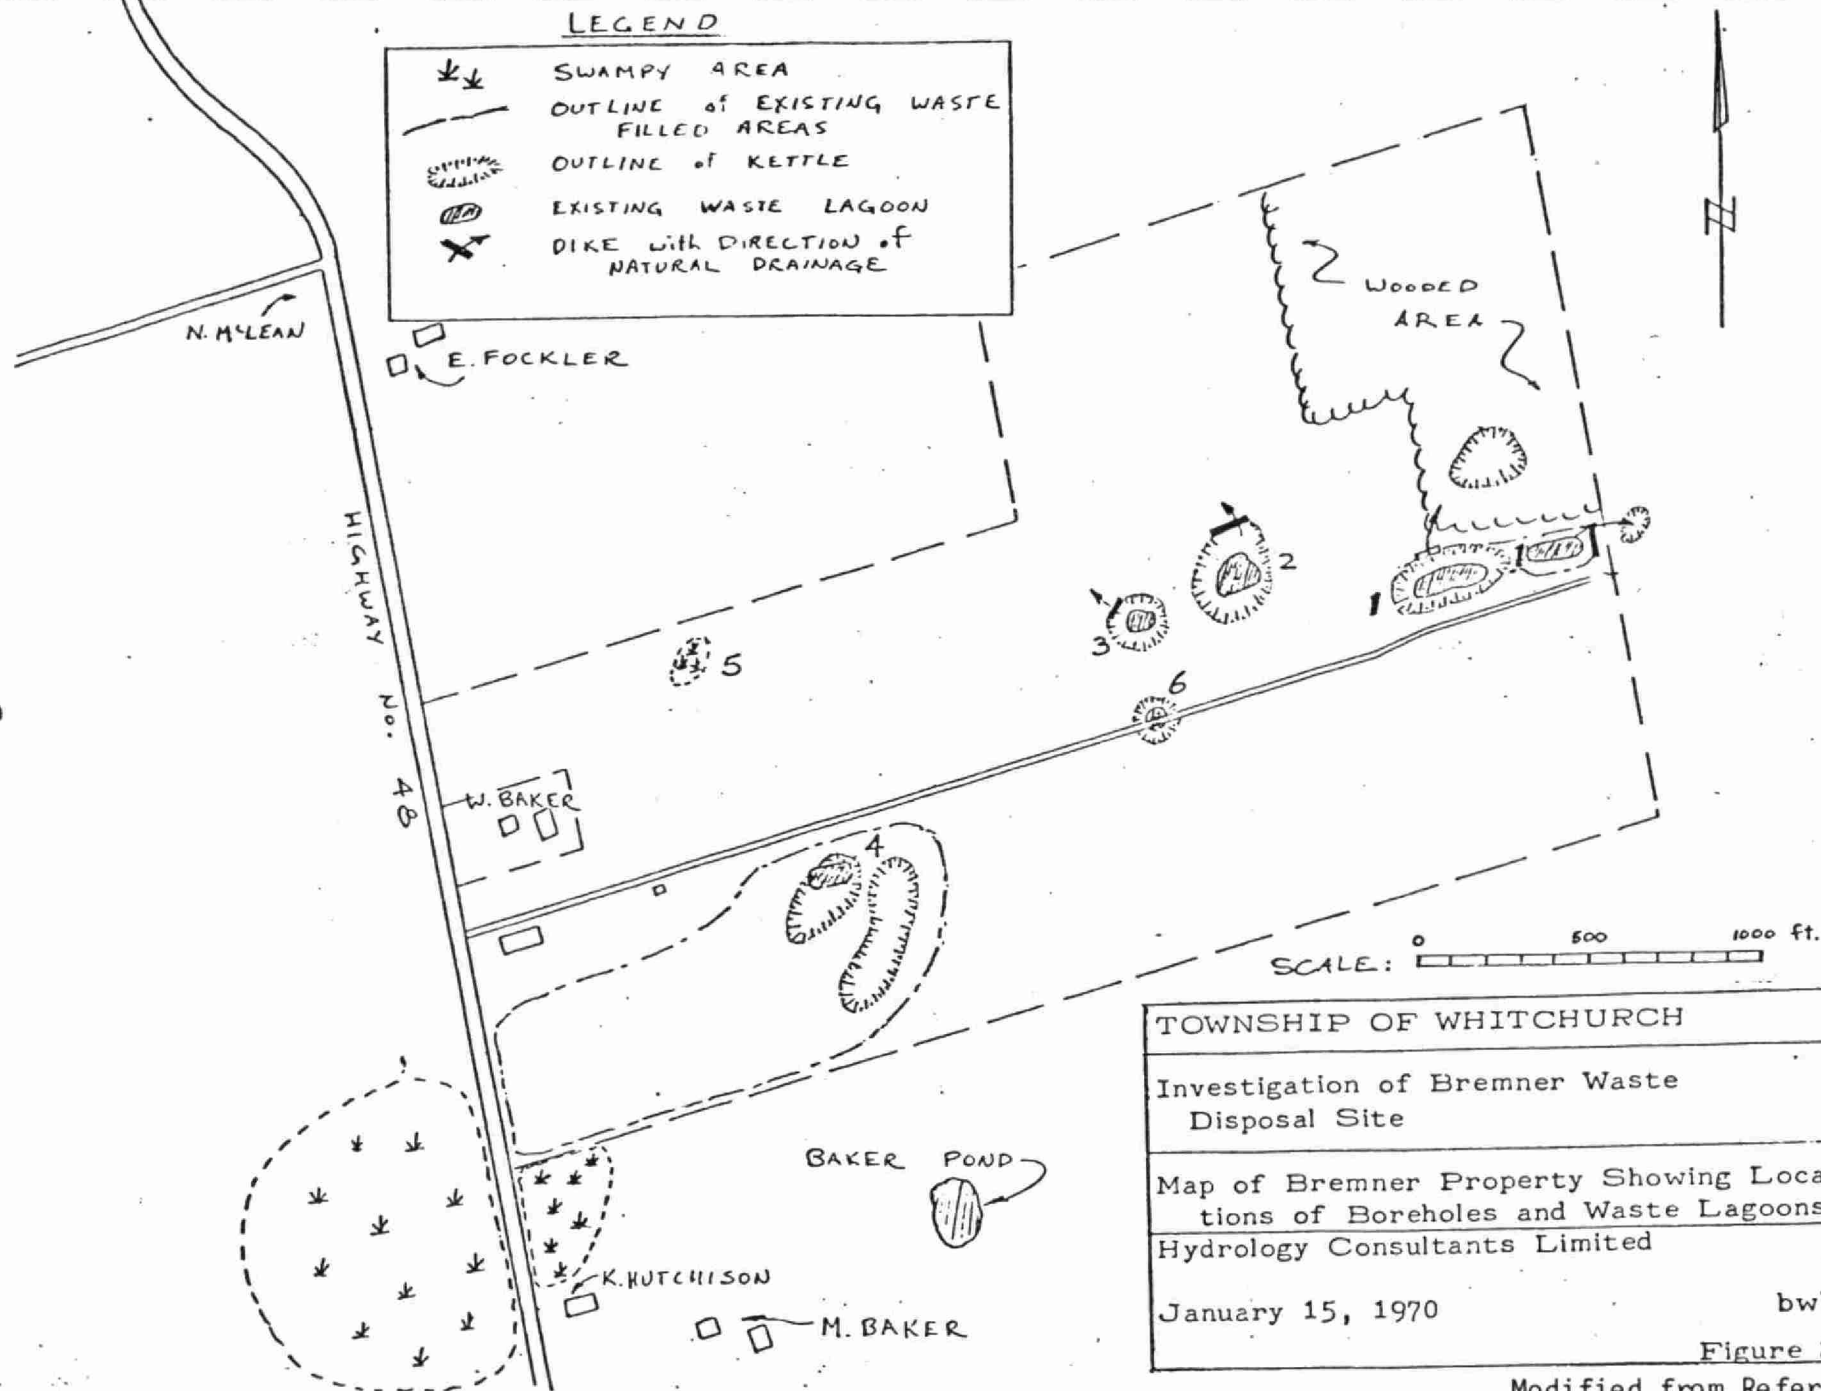 LEGEND
SWAMPY AREA
OUTLINE of EXISTING WASTE
FILLED AREAS
OUTLINE of KETTLE
EXISTING WASTE LAGOON
DIKE with DIRECTION of
NATURAL DRAINAGE
N
WOODED
AREA
N. McLEAN
E. FOCKLER
HIGHWAY No. 48
2
1
3
5
6
W. BAKER
4
0 500 1000 ft.
SCALE:
TOWNSHIP OF WHITCHURCH
Investigation of Bremner Waste
Disposal Site
BAKER POND
Map of Bremner Property Showing Loca
tions of Boreholes and Waste Lagoons
Hydrology Consultants Limited
K. HUTCHISON
January 15, 1970
M. BAKER
Figure
Modified from Refer